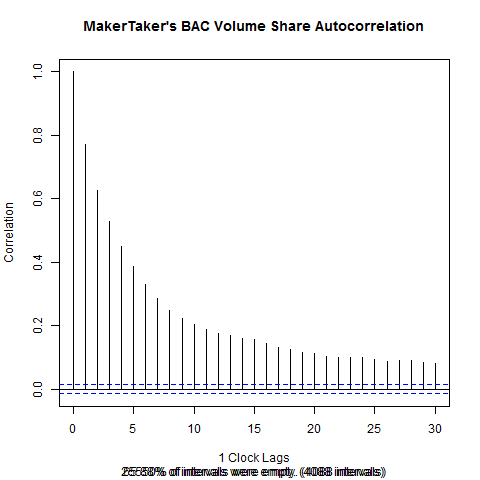 MakerTaker's BAC Volume Share Autocorrelation
Correlation
1.0
0.8
0.6
0.4
0.2
0.0
0 5 10 15 20 25 30
1 Clock Lags
% of intervals were empty. intervals)